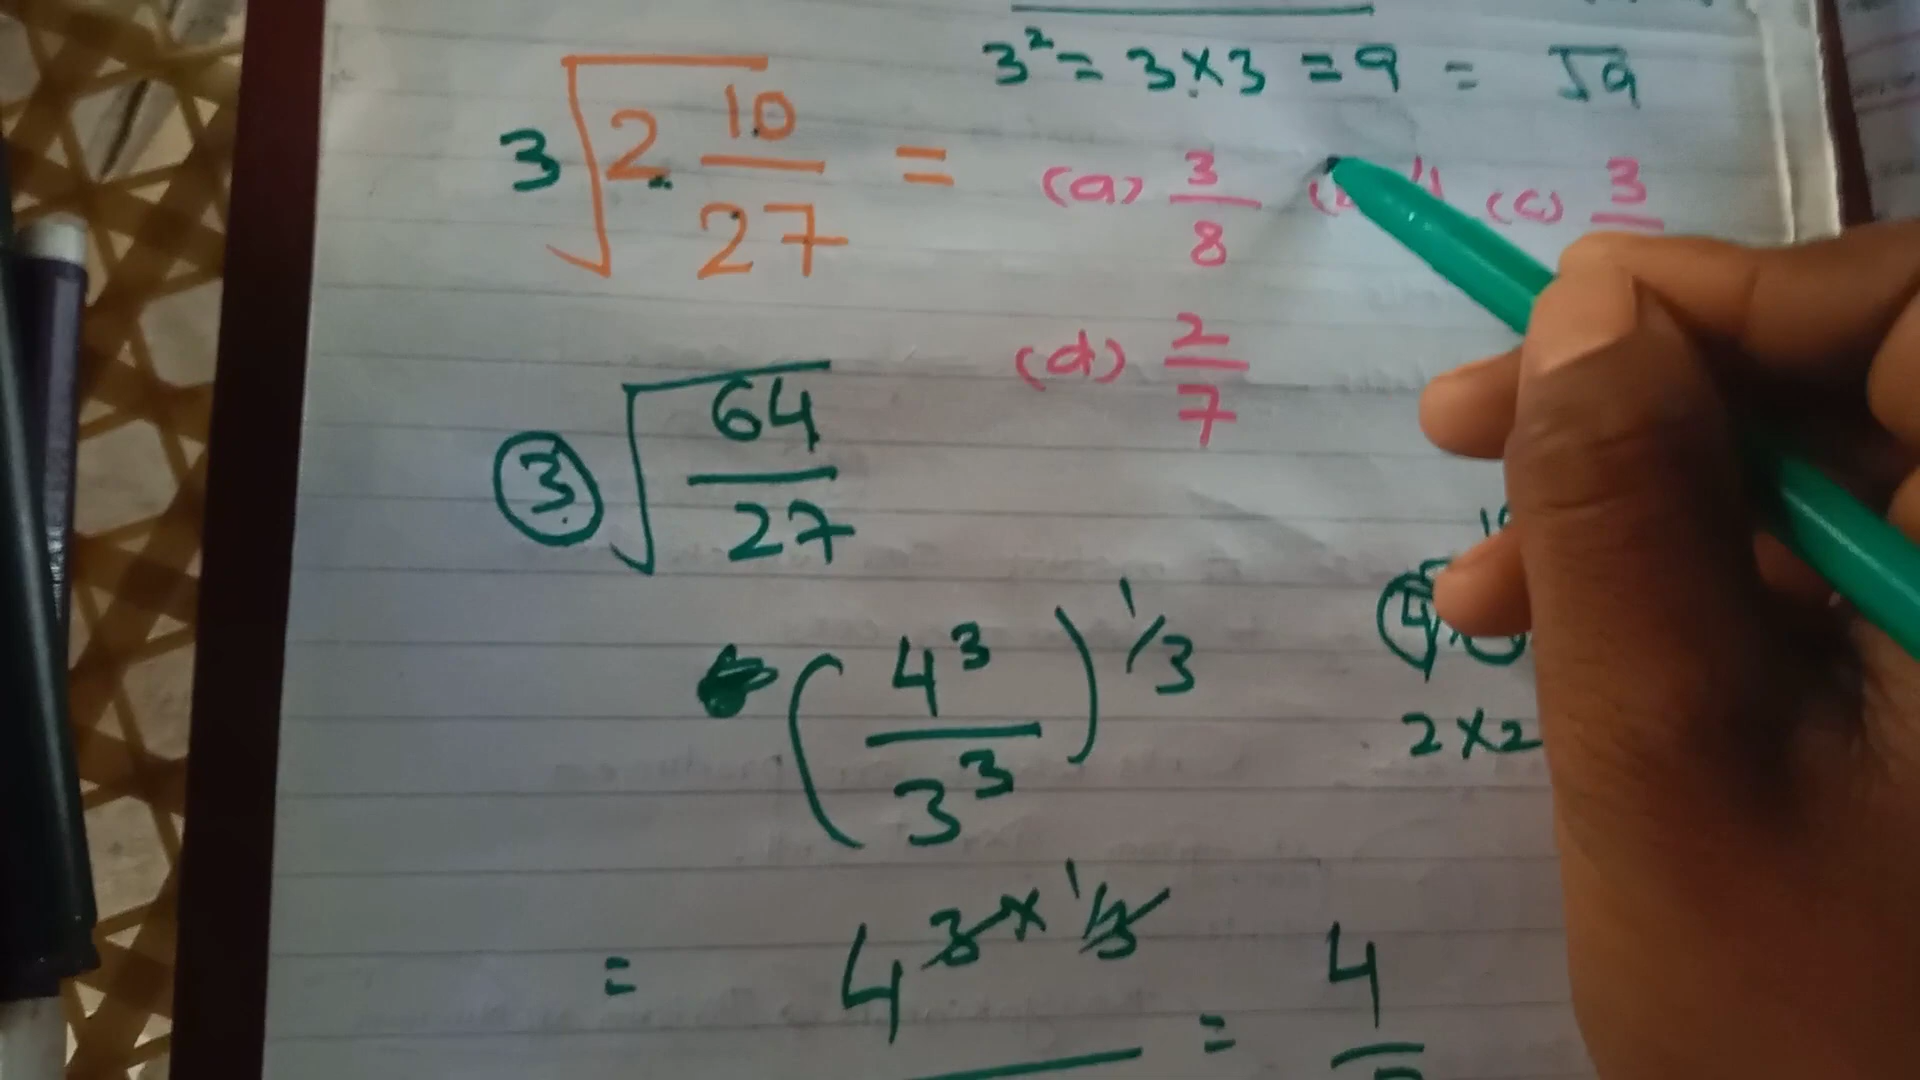 3² = 3 × 3 = 9 = √9
3√2 10/27 = (a) 3/8 (c) 3
(d) 2/7
3√64/27
(4³/3³)^1/3
2 × 2
= 4^3×1/3 = 4